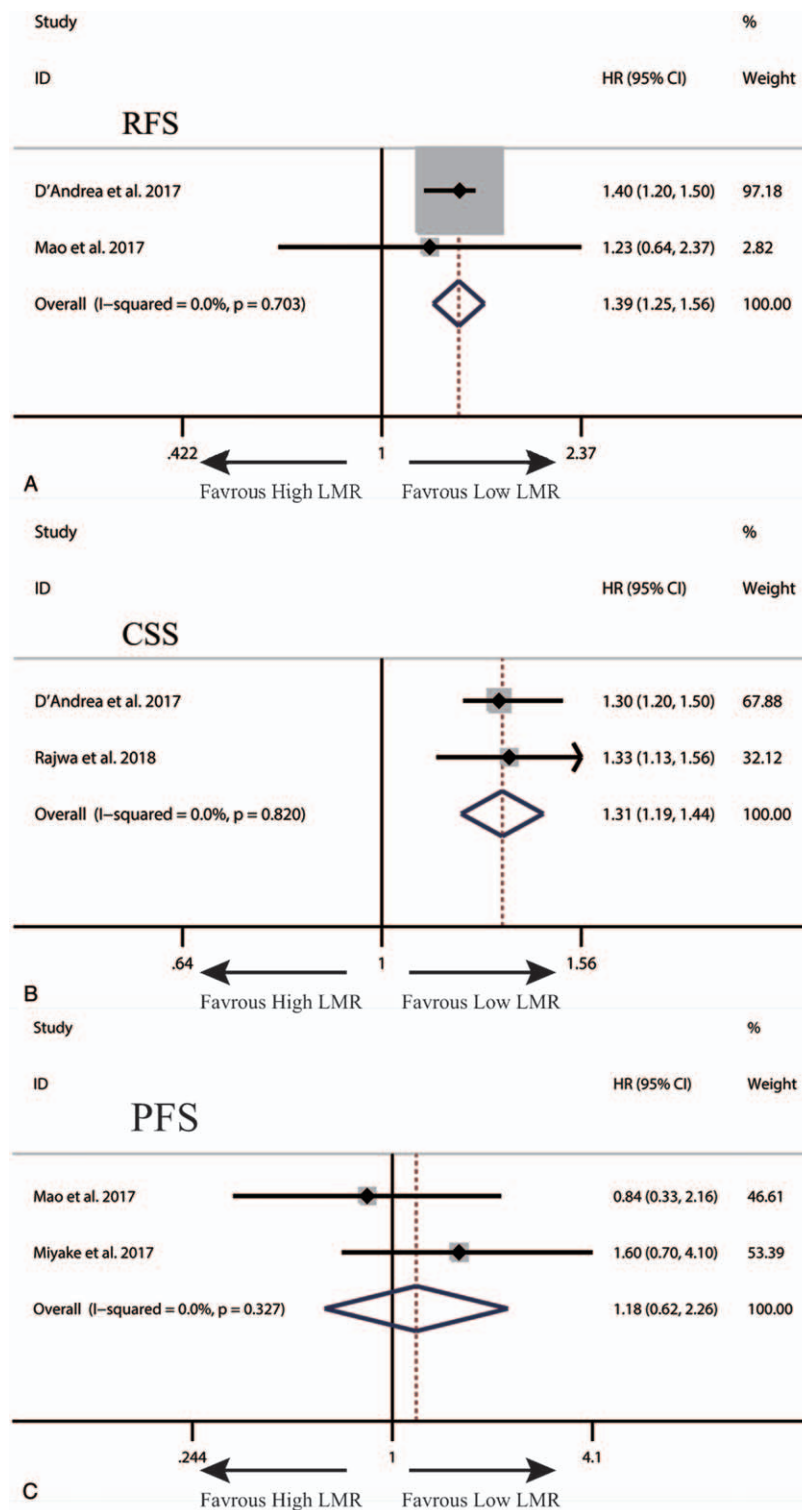 Study %
ID HR (95% CI) Weight
RFS
D'Andrea et al. 2017 1.40 (1.20, 1.50) 97.18
Mao et al. 2017 1.23 (0.64, 2.37) 2.82
Overall (I-squared = 0.0%, p = 0.703) 1.39 (1.25, 1.56) 100.00
.422 1 2.37
A Favrous High LMR Favrous Low LMR
Study %
ID HR (95% CI) Weight
CSS
D'Andrea et al. 2017 1.30 (1.20, 1.50) 67.88
Rajwa et al. 2018 1.33 (1.13, 1.56) 32.12
Overall (I-squared = 0.0%, p = 0.820) 1.31 (1.19, 1.44) 100.00
.64 1 1.56
B Favrous High LMR Favrous Low LMR
Study %
ID HR (95% CI) Weight
PFS
Mao et al. 2017 0.84 (0.33, 2.16) 46.61
Miyake et al. 2017 1.60 (0.70, 4.10) 53.39
Overall (I-squared = 0.0%, p = 0.327) 1.18 (0.62, 2.26) 100.00
.244 1 4.1
C Favrous High LMR Favrous Low LMR